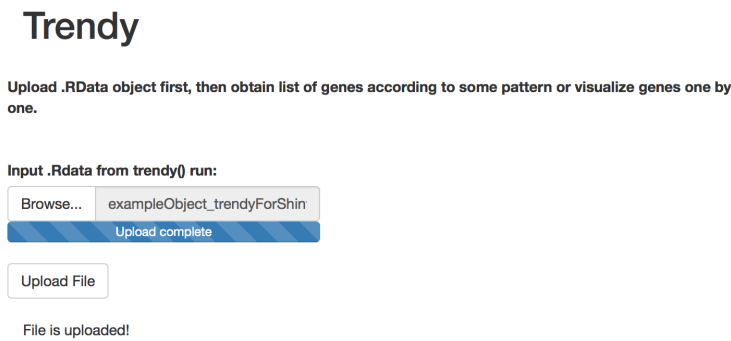 Trendy
Upload .RData object first, then obtain list of genes according to some pattern or visualize genes one by
one.
Input .Rdata from trendy() run:
Browse... exampleObject_trendyForShin
Upload complete
Upload File
File is uploaded!